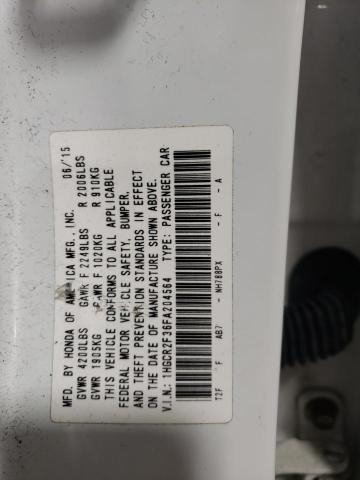 MFD. BY HONDA OF AMERICA MFG., INC. 06/15
GVWR 4200LBS GAWR F 2249LBS R 2006LBS
GVWR 1905KG GAWR F 1020KG R 910KG
THIS VEHICLE CONFORMS TO ALL APPLICABLE
FEDERAL MOTOR VEHICLE SAFETY, BUMPER,
AND THEFT PREVENTION STANDARDS IN EFFECT
ON THE DATE OF MANUFACTURE SHOWN ABOVE.
V.I.N.: 1HGCR2F36FA204564 TYPE: PASSENGER CAR
T2F F AB7 - NH788PX - F - A